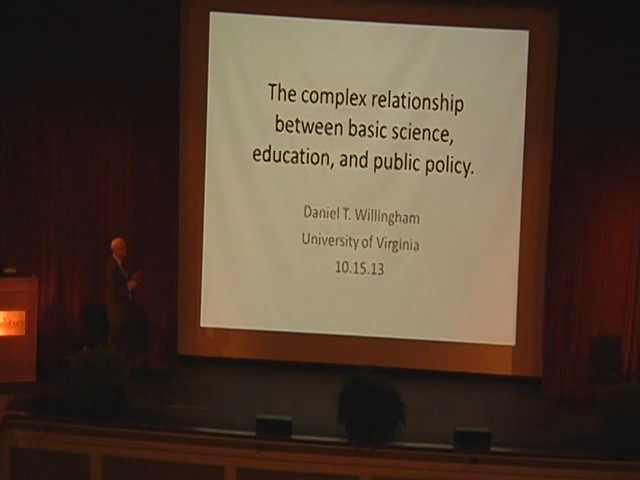 The complex relationship
between basic science,
education, and public policy.
Daniel T. Willingham
University of Virginia
10.15.13